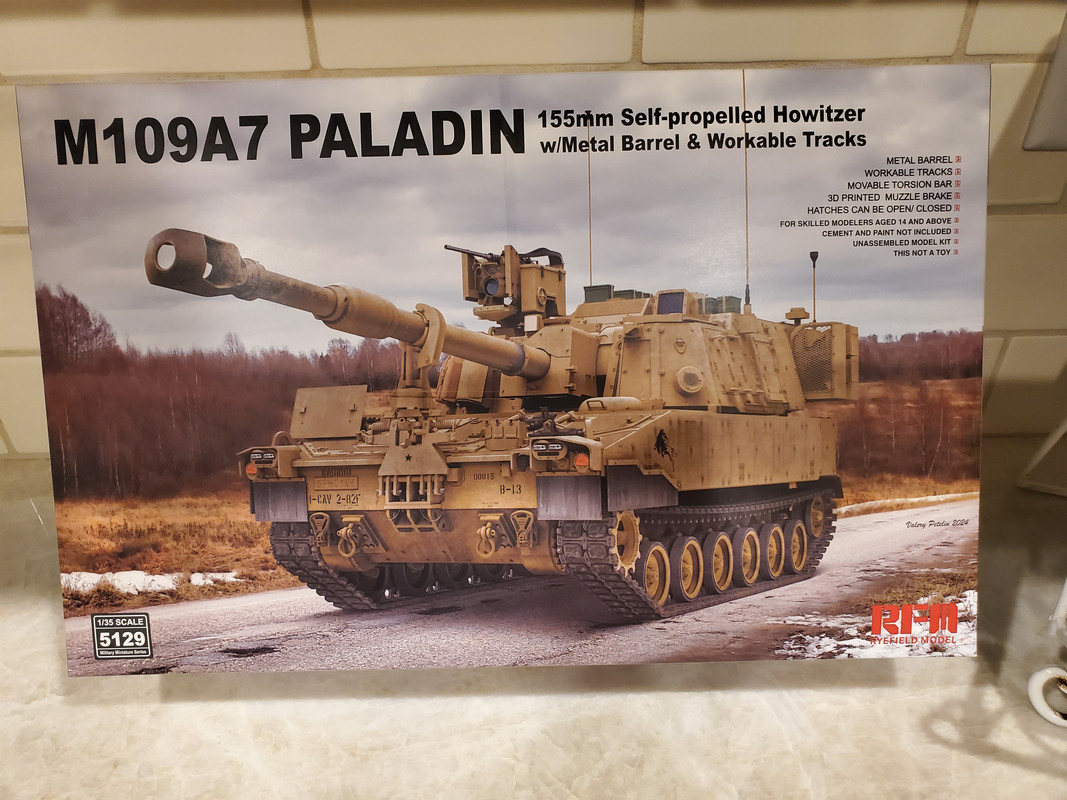 M109A7 PALADIN
155mm Self-propelled Howitzer
w/Metal Barrel & Workable Tracks
METAL BARREL
WORKABLE TRACKS
MOVABLE TORSION BAR
3D PRINTED MUZZLE BRAKE
HATCHES CAN BE OPEN/ CLOSED
FOR SKILLED MODELERS AGED 14 AND ABOVE
CEMENT AND PAINT NOT INCLUDED
UNASSEMBLED MODEL KIT
THIS NOT A TOY
00015
B-13
1-CAV 2-82F
Valery Petelin 2024
1/35 SCALE
5129
Military Miniature Series
RFM
RYEFIELD MODEL